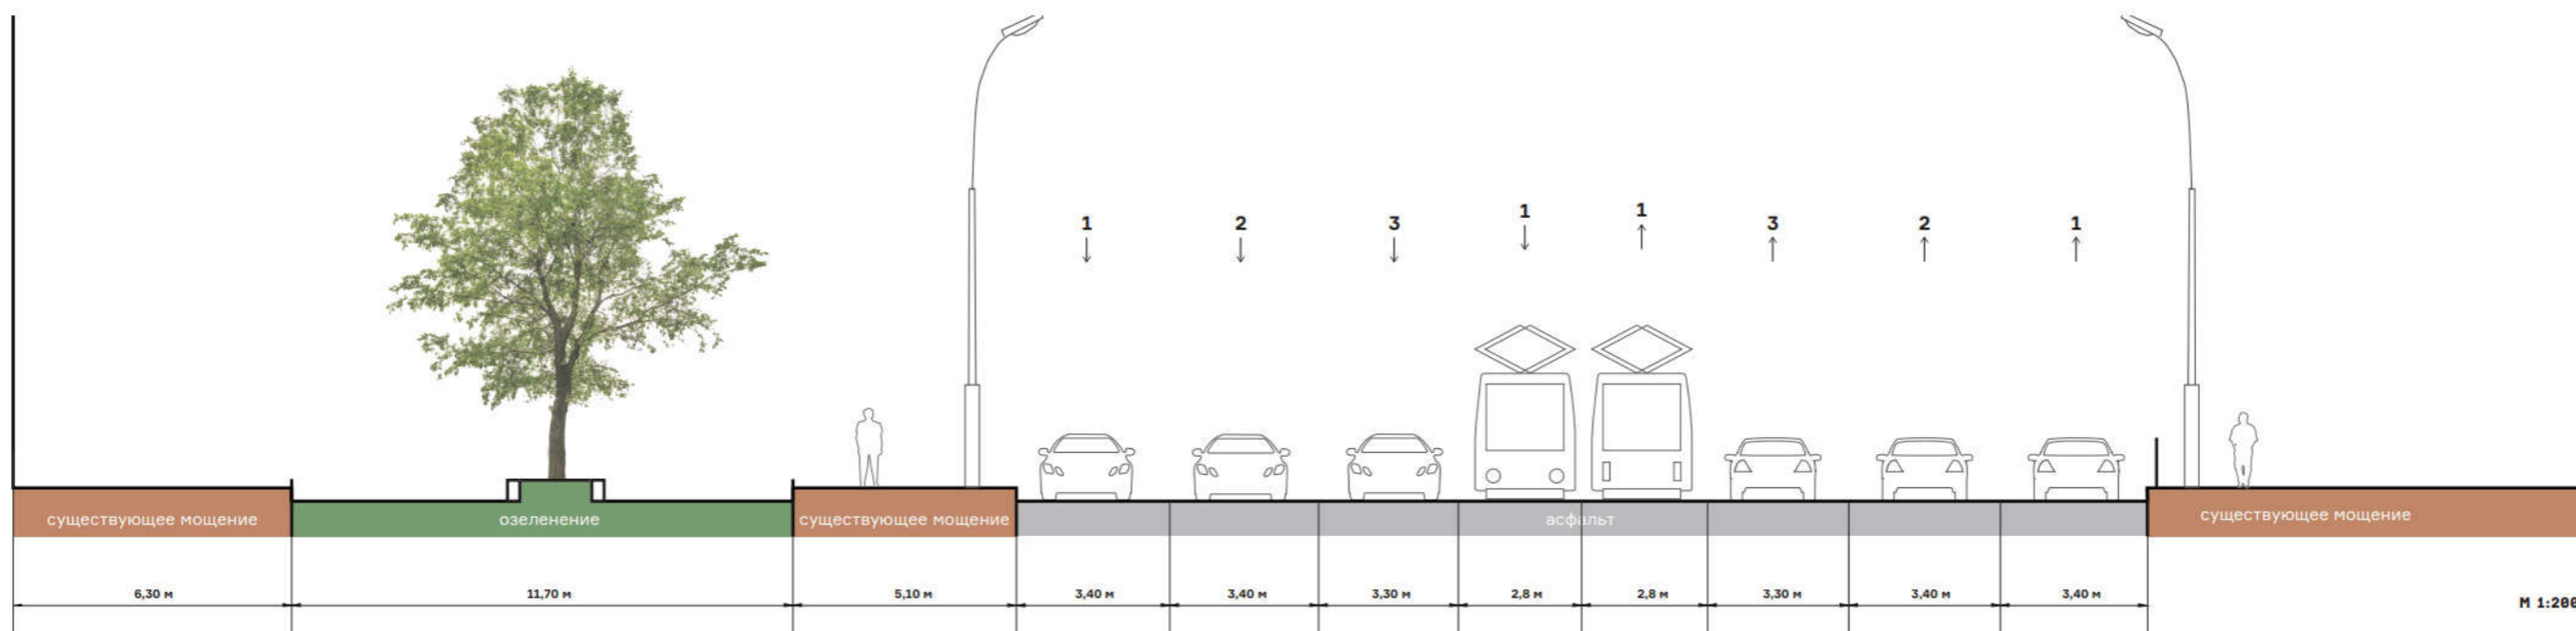 1
2
3
1
1
3
2
1
существующее мощение
озеленение
существующее мощение
асфальт
существующее мощение
6,30 м
11,70 м
5,10 м
3,40 м
3,40 м
3,30 м
2,8 м
2,8 м
3,30 м
3,40 м
3,40 м
М 1:200